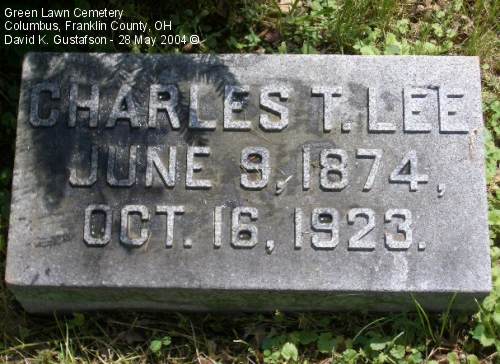 Green Lawn Cemetery
Columbus, Franklin County, OH
David K. Gustafson - 28 May 2004 ©
CHARLES T. LEE
JUNE 9, 1874,
OCT. 16, 1923.